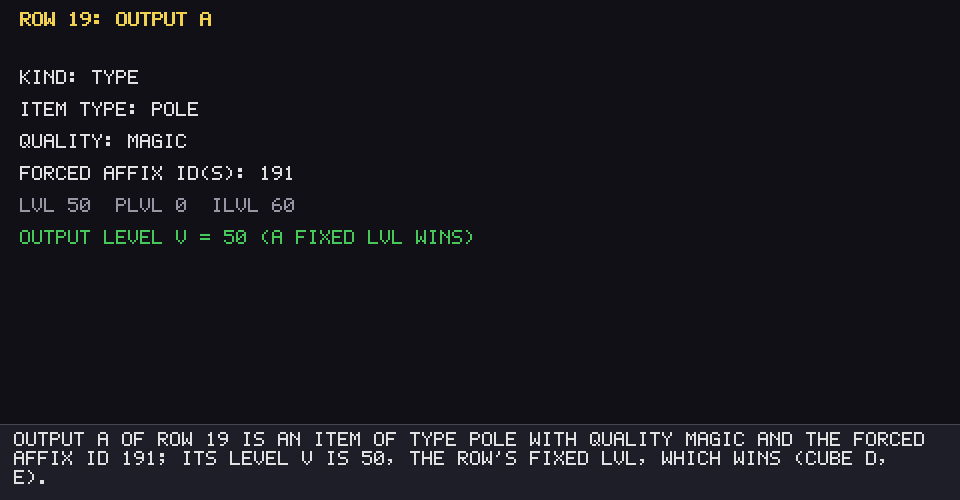 ROW 19: OUTPUT A
KIND: TYPE
ITEM TYPE: POLE
QUALITY: MAGIC
FORCED AFFIX ID(S): 191
LVL 50  PLVL 0  ILVL 60
OUTPUT LEVEL V = 50 (A FIXED LVL WINS)
OUTPUT A OF ROW 19 IS AN ITEM OF TYPE POLE WITH QUALITY MAGIC AND THE FORCED
AFFIX ID 191; ITS LEVEL V IS 50, THE ROW'S FIXED LVL, WHICH WINS (CUBE D,
E).